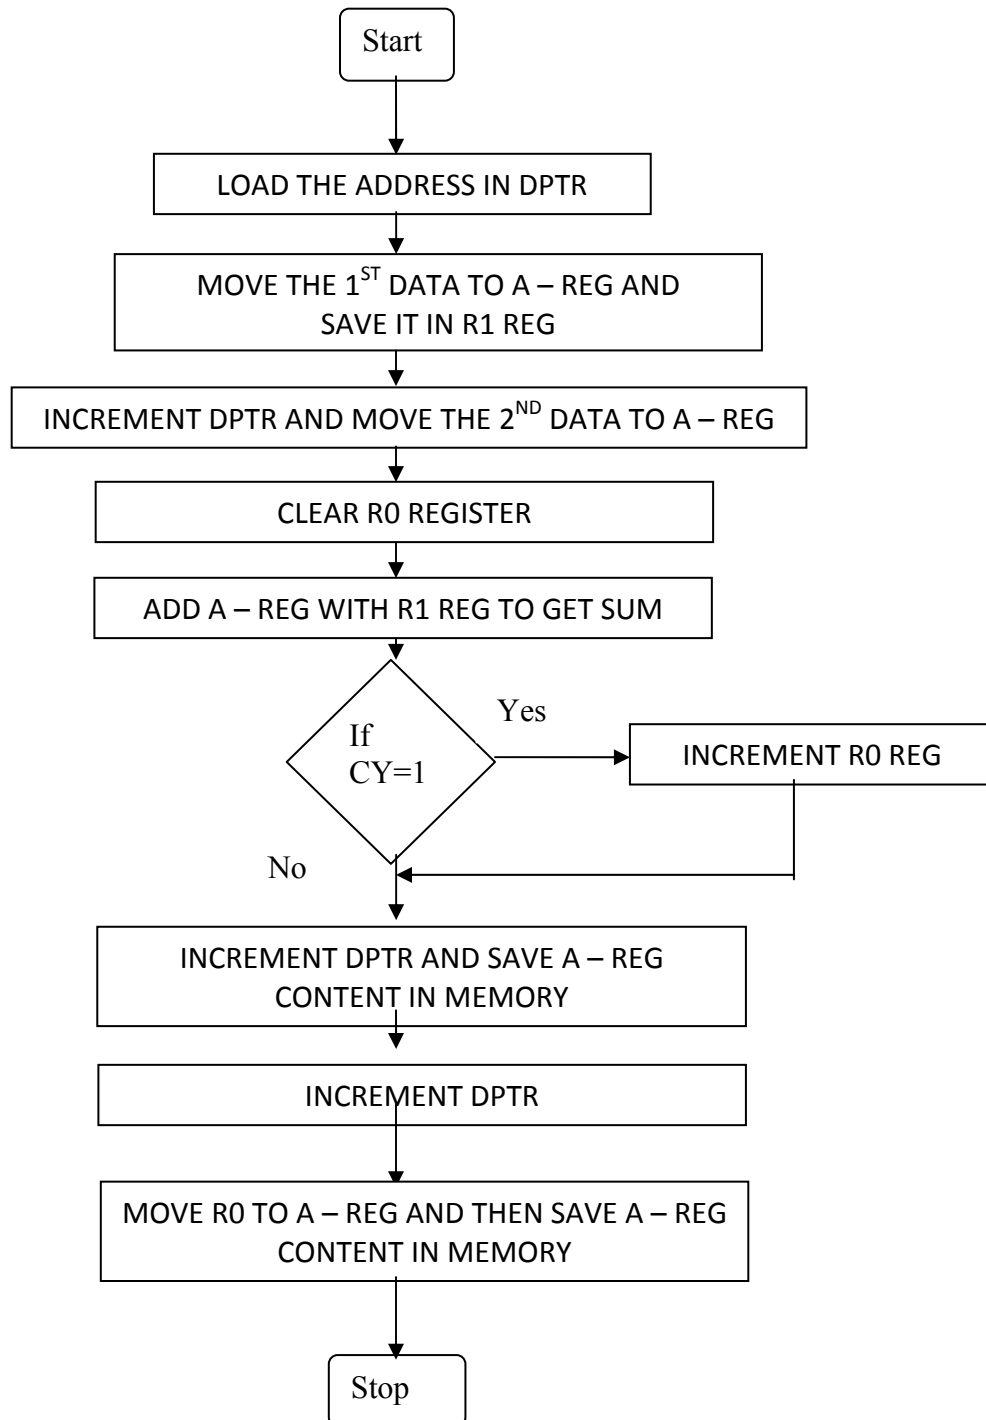 Start
LOAD THE ADDRESS IN DPTR
MOVE THE 1ST DATA TO A – REG AND
SAVE IT IN R1 REG
INCREMENT DPTR AND MOVE THE 2ND DATA TO A – REG
CLEAR R0 REGISTER
ADD A – REG WITH R1 REG TO GET SUM
If
CY=1
Yes
INCREMENT R0 REG
No
INCREMENT DPTR AND SAVE A – REG
CONTENT IN MEMORY
INCREMENT DPTR
MOVE R0 TO A – REG AND THEN SAVE A – REG
CONTENT IN MEMORY
Stop